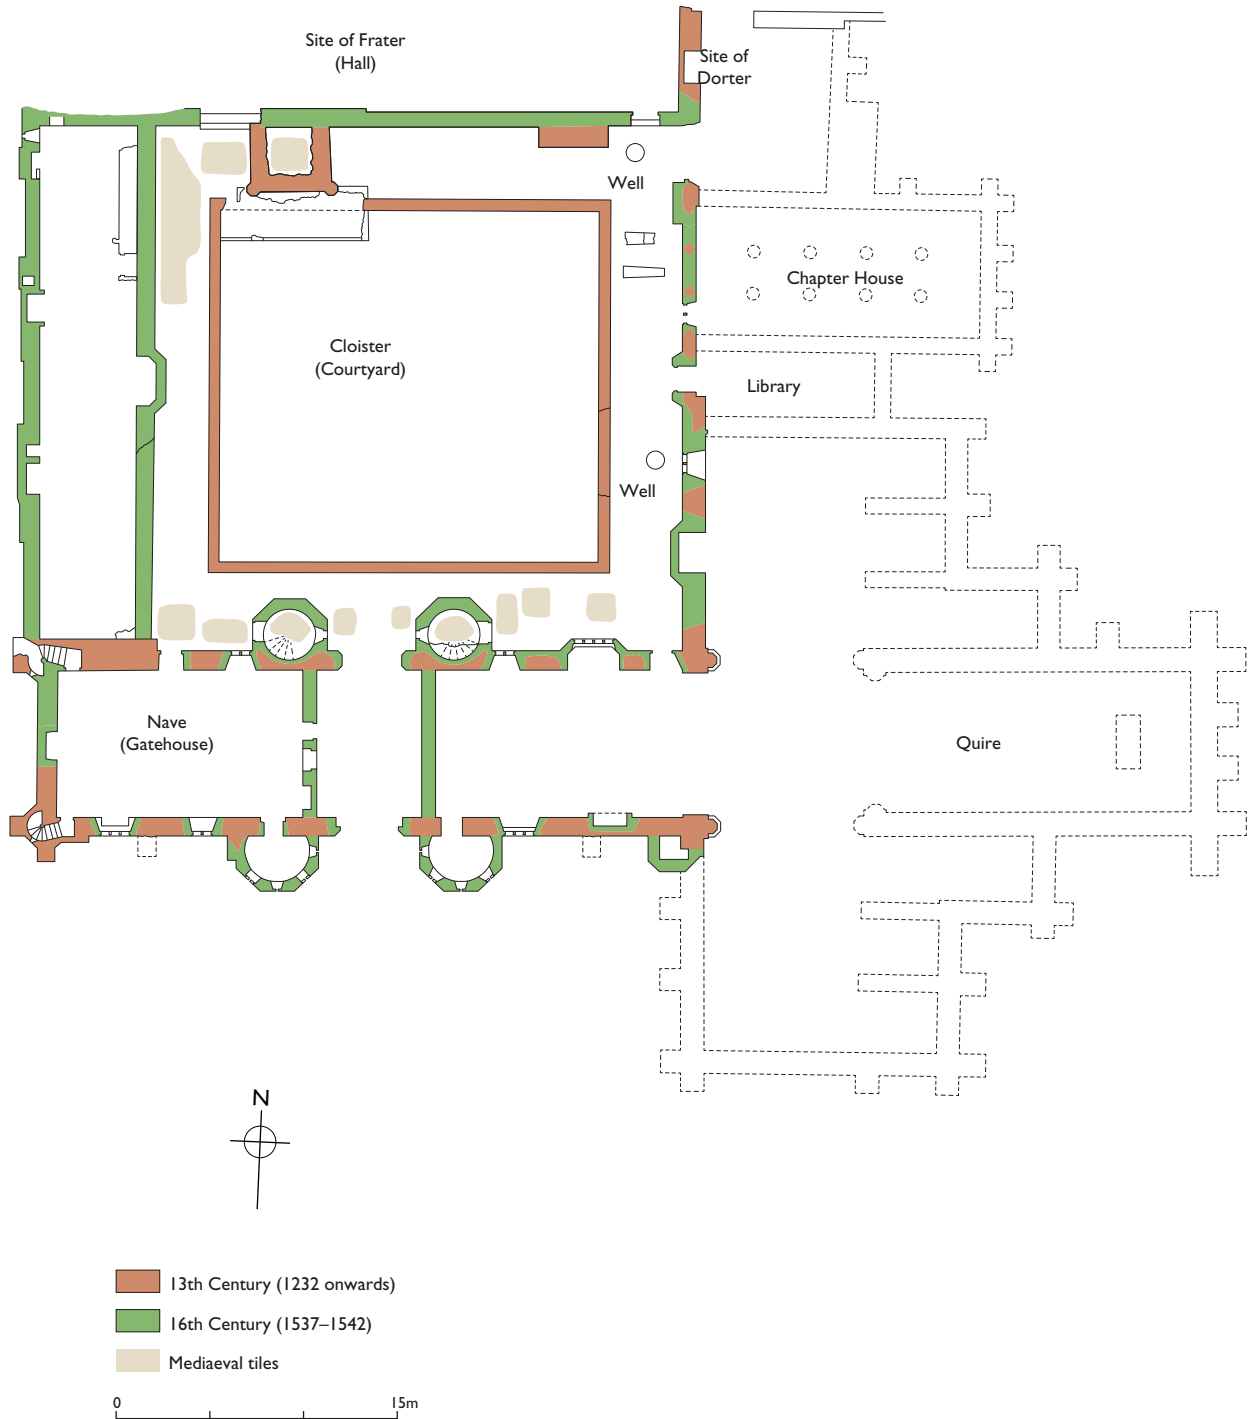 Site of Frater
(Hall)
Site of
Dorter
Well
Chapter House
Cloister
(Courtyard)
Library
Well
Nave
(Gatehouse)
Quire
N
13th Century (1232 onwards)
16th Century (1537–1542)
Mediaeval tiles
0 15m